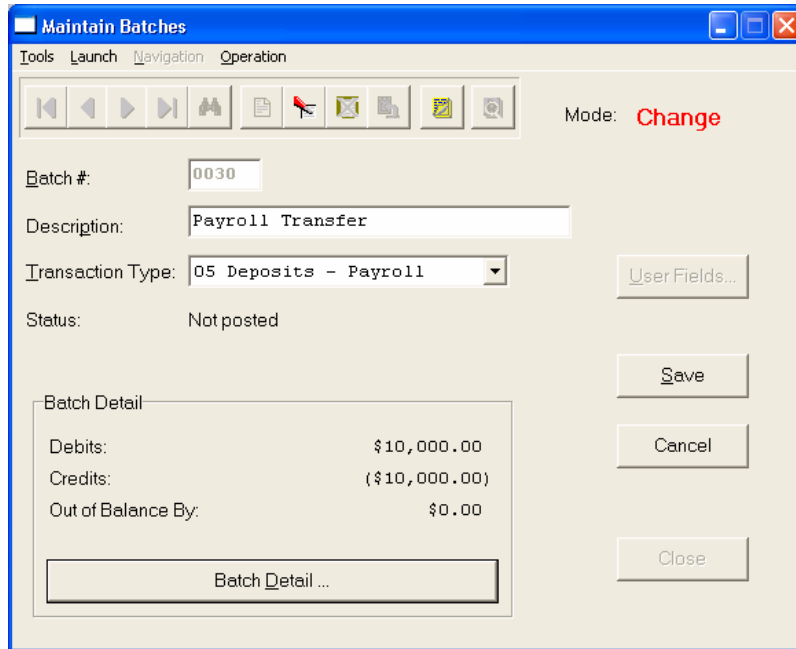 Maintain Batches
Tools Launch Navigation Operation
Mode: Change
Batch #: 0030
Description: Payroll Transfer
Transaction Type: 05 Deposits - Payroll
User Fields...
Status: Not posted
Save
Batch Detail
Debits: $10,000.00
Cancel
Credits: ($10,000.00)
Out of Balance By: $0.00
Close
Batch Detail ...